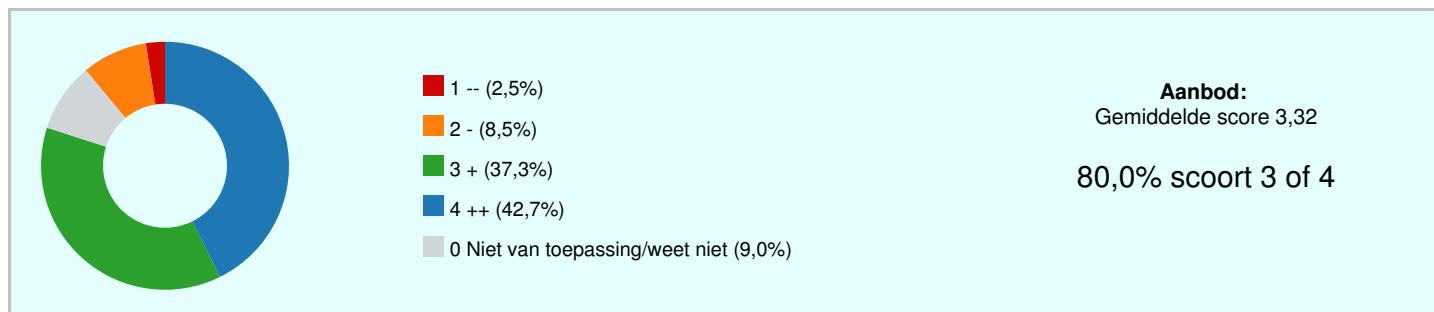 1 -- (2,5%)
2 - (8,5%)
3 + (37,3%)
4 ++ (42,7%)
0 Niet van toepassing/weet niet (9,0%)
Aanbod:
Gemiddelde score 3,32
80,0% scoort 3 of 4